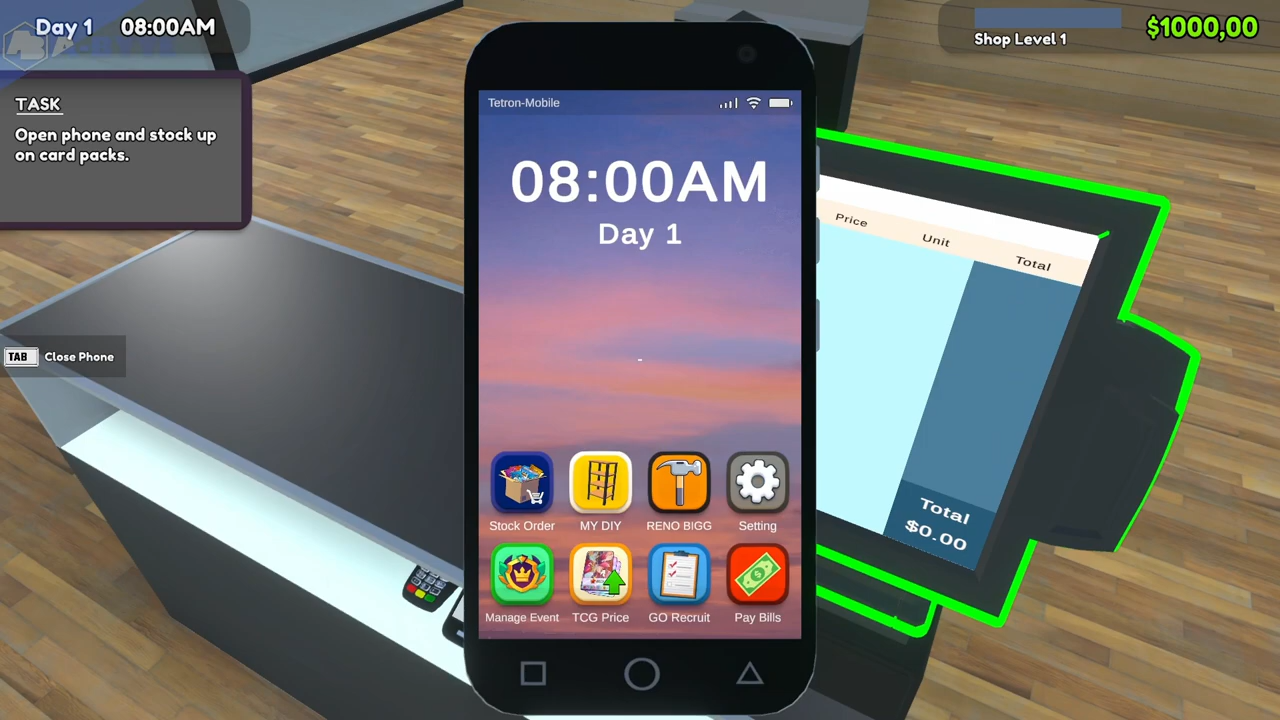 Day 1 08:00AM
Shop Level 1
$1000,00
TASK
Open phone and stock up
on card packs.
TAB Close Phone
Tetron-Mobile
08:00AM
Day 1
Stock Order
MY DIY
RENO BIGG
Setting
Manage Event
TCG Price
GO Recruit
Pay Bills
Price Unit Total
Total
$0.00